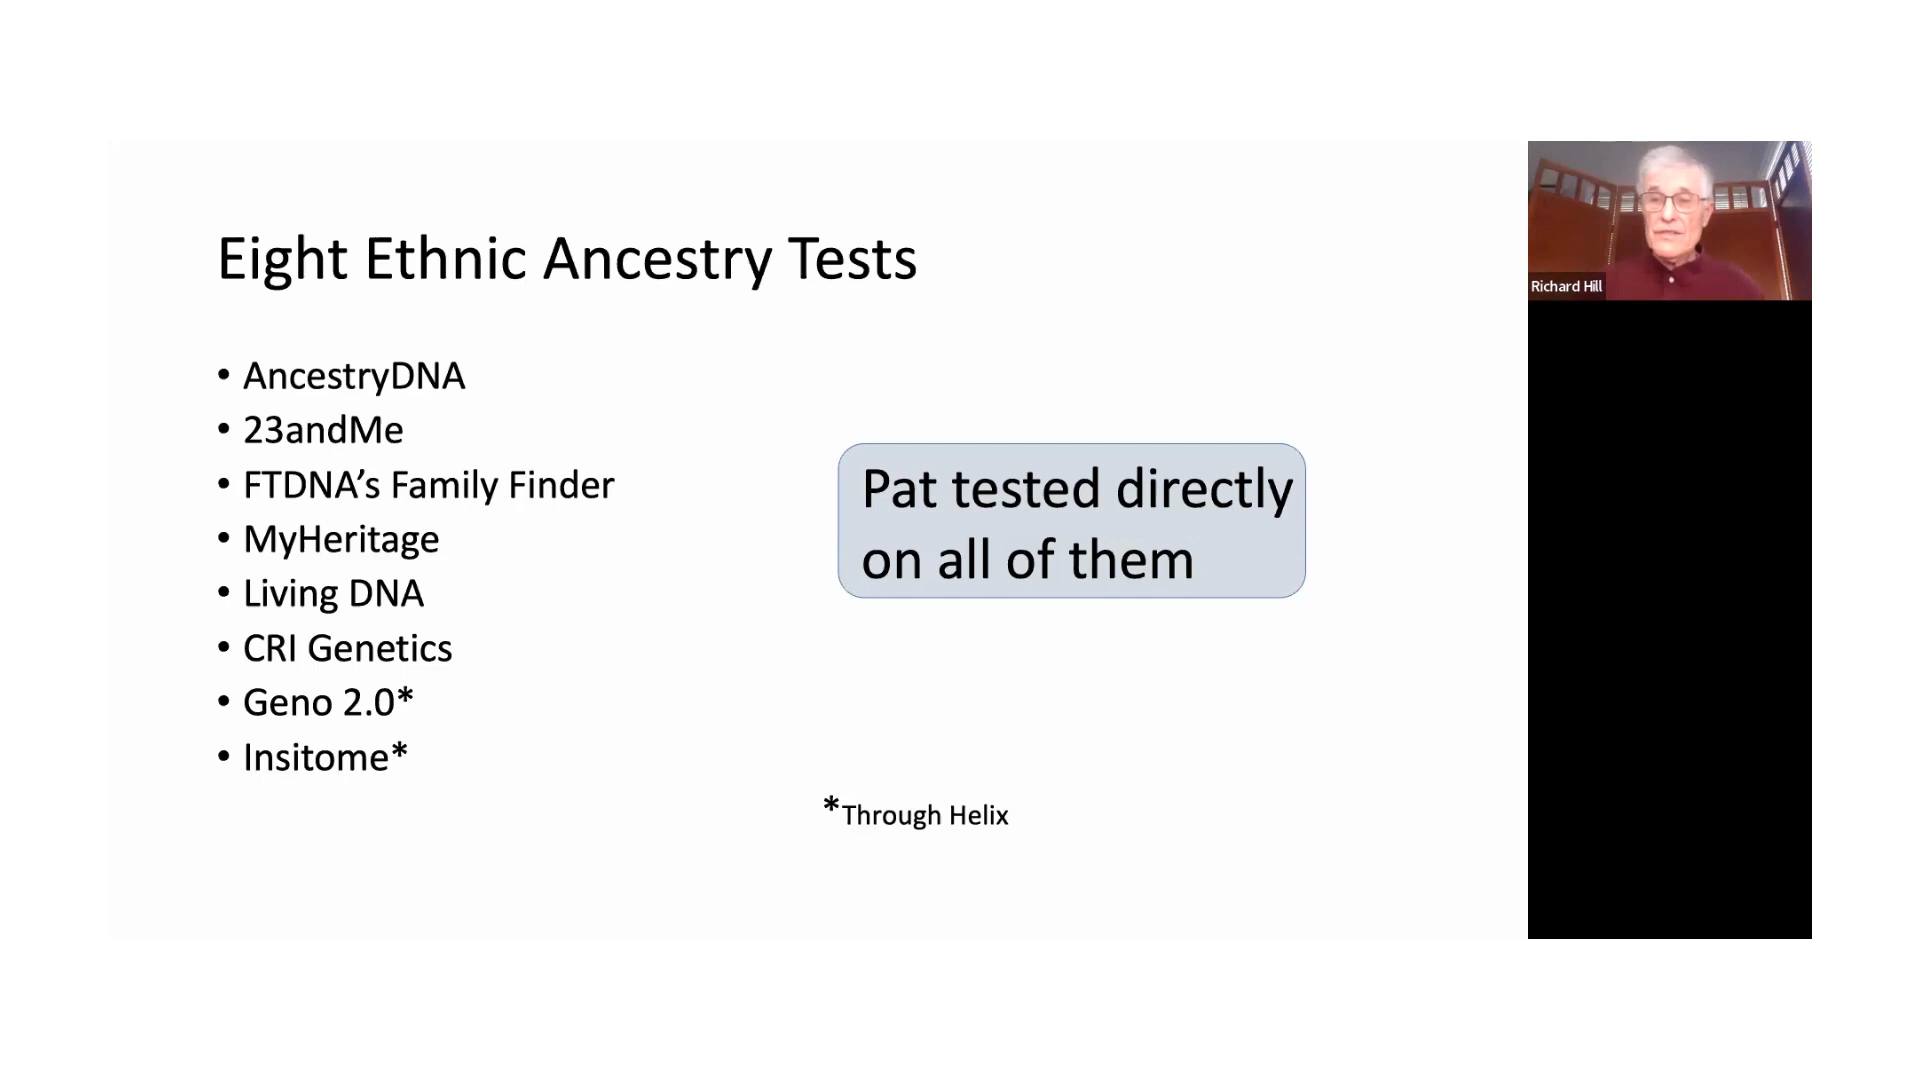 Eight Ethnic Ancestry Tests
• AncestryDNA
• 23andMe
• FTDNA’s Family Finder
• MyHeritage
• Living DNA
• CRI Genetics
• Geno 2.0*
• Insitome*
Pat tested directly
on all of them
*Through Helix
Richard Hill